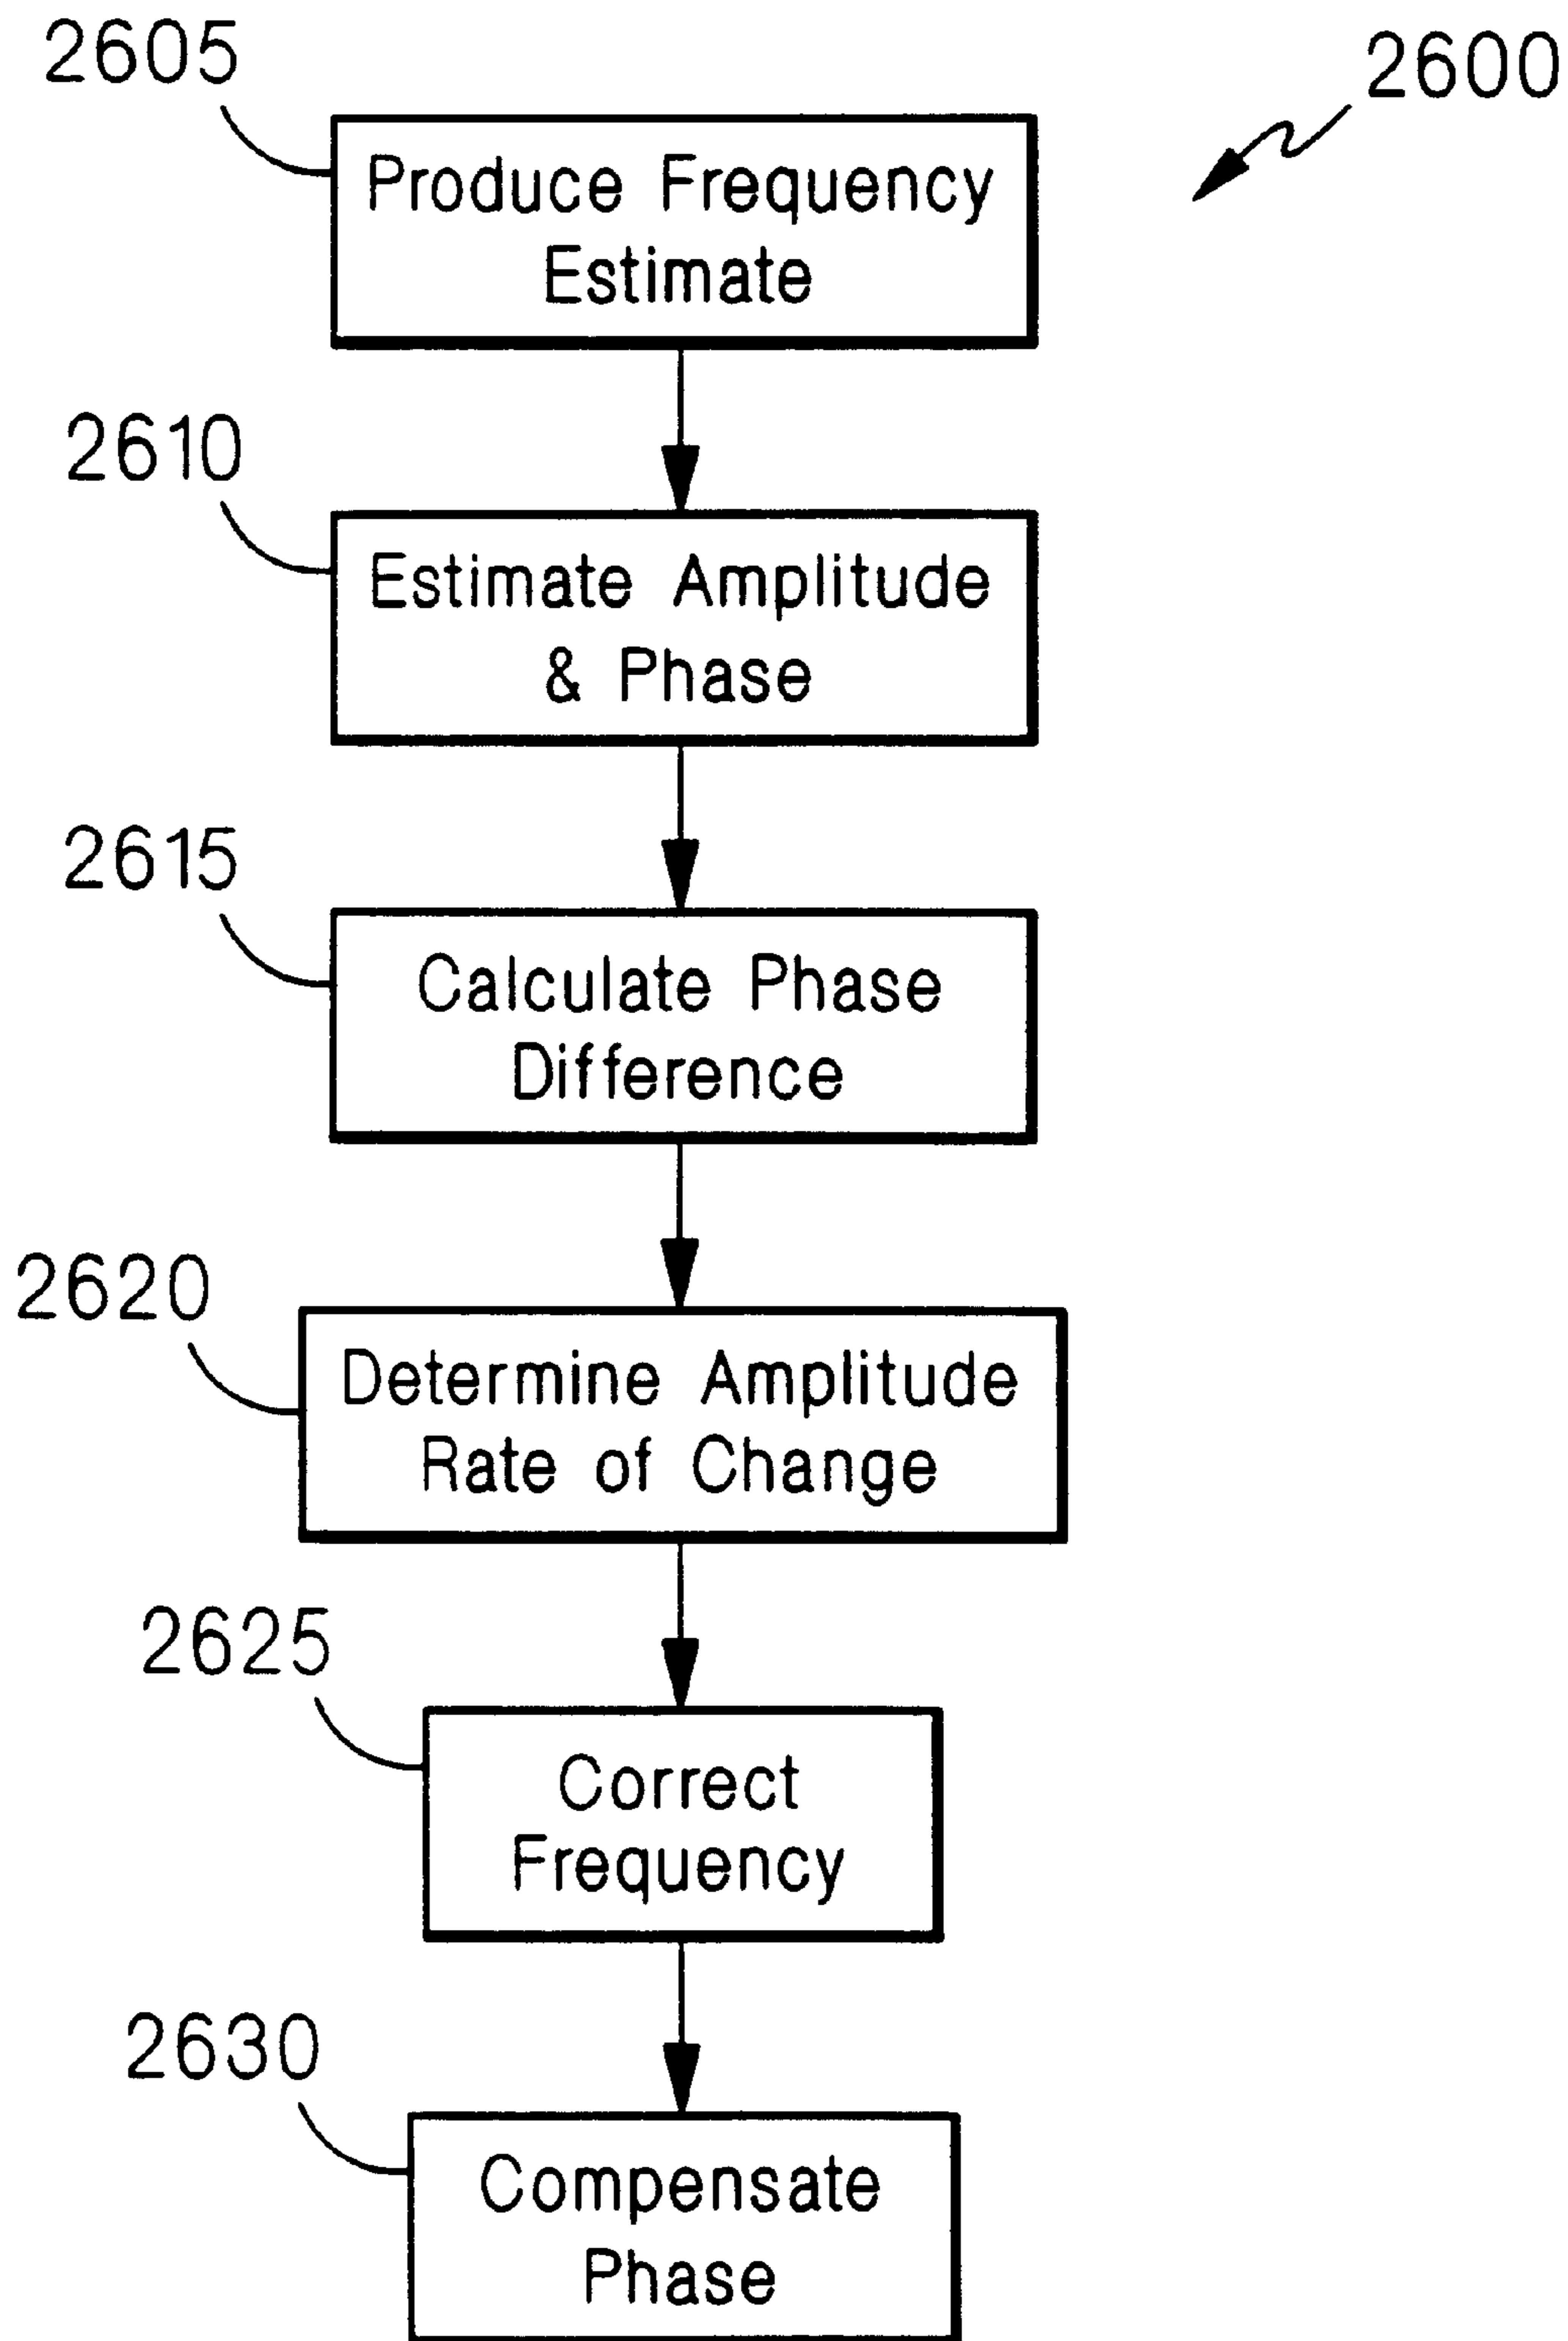 2605
2600
Produce Frequency
Estimate
2610
Estimate Amplitude
& Phase
2615
Calculate Phase
Difference
2620
Determine Amplitude
Rate of Change
2625
Correct
Frequency
2630
Compensate
Phase